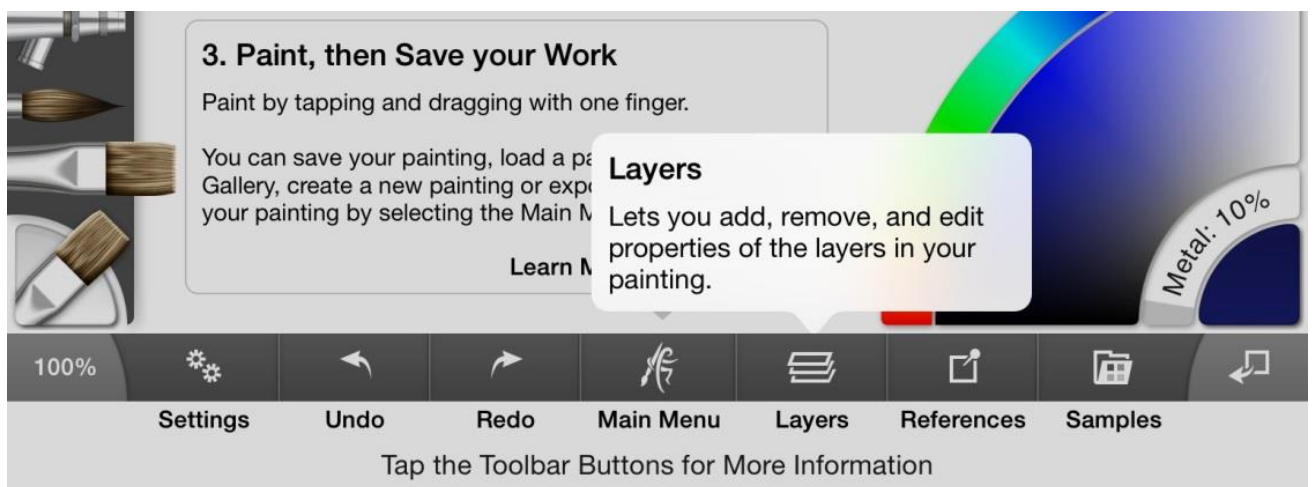 3. Paint, then Save your Work
Paint by tapping and dragging with one finger.
You can save your painting, load a
Gallery, create a new painting or
your painting by selecting the Main
Learn
Layers
Lets you add, remove, and edit
properties of the layers in your
painting.
Metal: 10%
100%
Settings Undo Redo Main Menu Layers References Samples
Tap the Toolbar Buttons for More Information